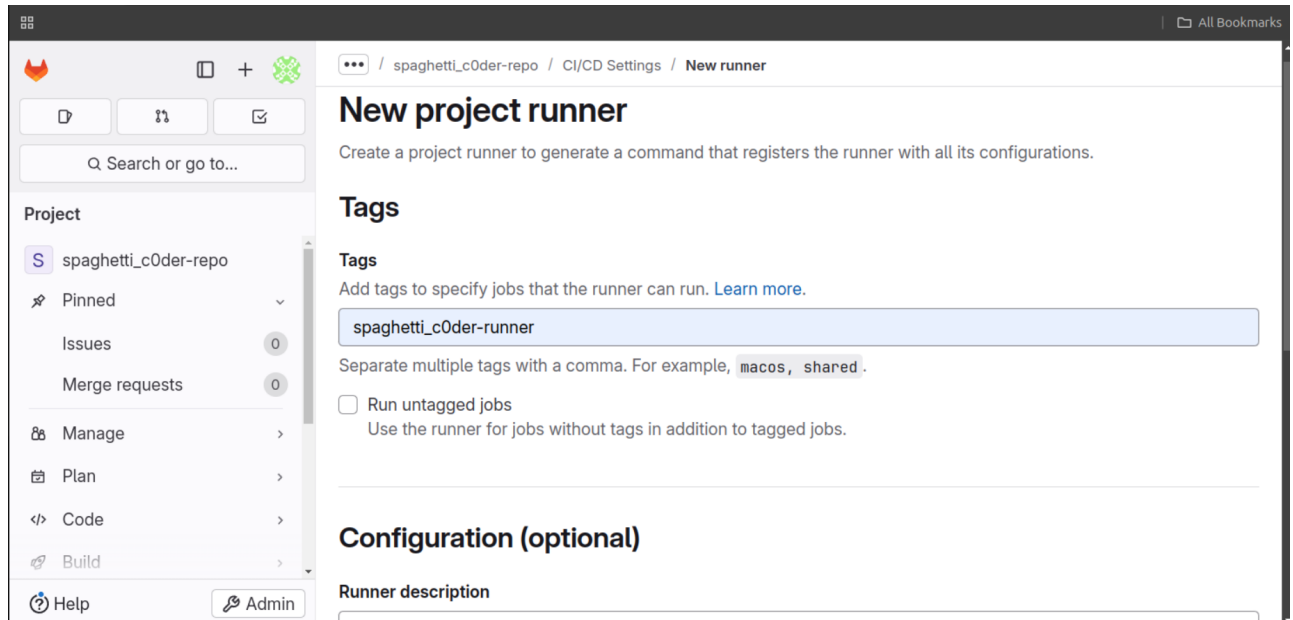 All Bookmarks
Search or go to...
Project
S spaghetti_c0der-repo
Pinned
Issues 0
Merge requests 0
Manage
Plan
Code
Build
Help
Admin
••• / spaghetti_c0der-repo / CI/CD Settings / New runner
New project runner
Create a project runner to generate a command that registers the runner with all its configurations.
Tags
Tags
Add tags to specify jobs that the runner can run. Learn more.
spaghetti_c0der-runner
Separate multiple tags with a comma. For example, macos, shared.
Run untagged jobs
Use the runner for jobs without tags in addition to tagged jobs.
Configuration (optional)
Runner description